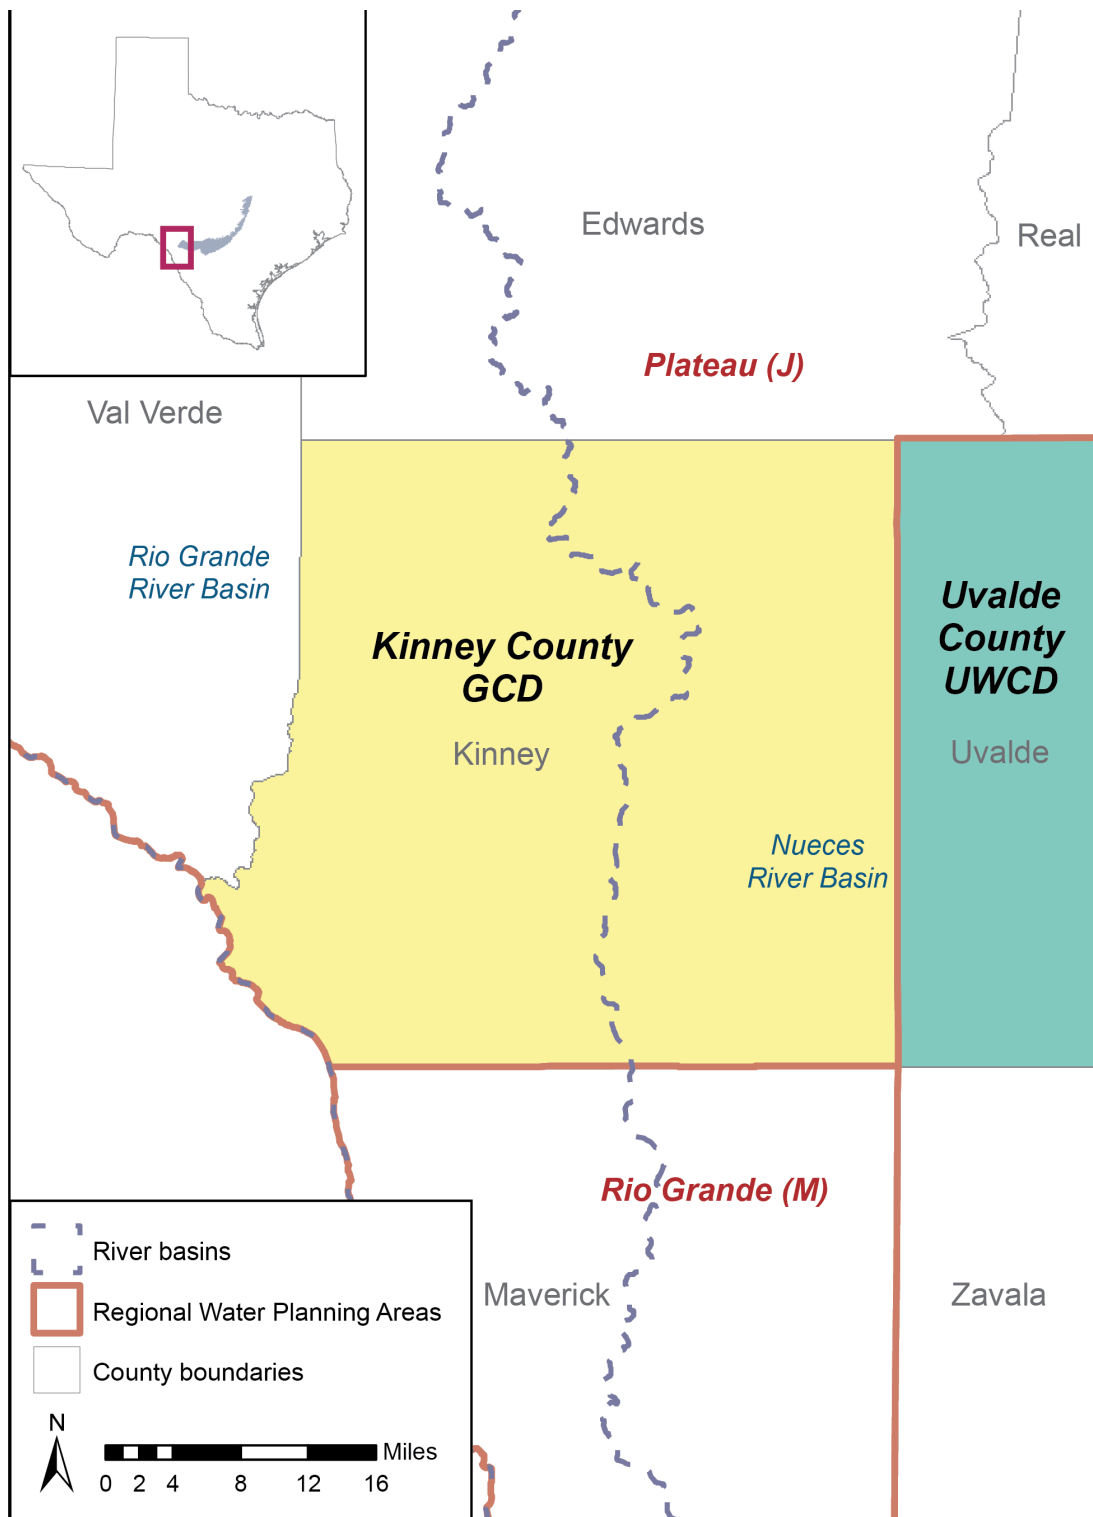 Edwards
Real
Plateau (J)
Val Verde
Rio Grande
River Basin
Kinney County
GCD
Kinney
Uvalde
County
UWCD
Uvalde
Nueces
River Basin
Rio Grande (M)
Maverick
Zavala
River basins
Regional Water Planning Areas
County boundaries
N
Miles
0 2 4 8 12 16